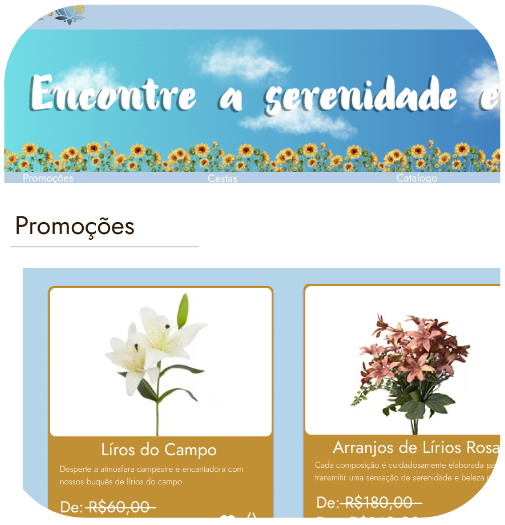 Encontre a serenidade e
Promoções
Cestas
Catalogo
Promoções
Líros do Campo
Desperte a atmosfera campestre e encantadora com
nossos buquês de lírios do campo
De: R$60,00
Arranjos de Lírios Rosa
Cada composição é cuidadosamente elaborada pa
transmitir uma sensação de serenidade e beleza
De: R$180,00